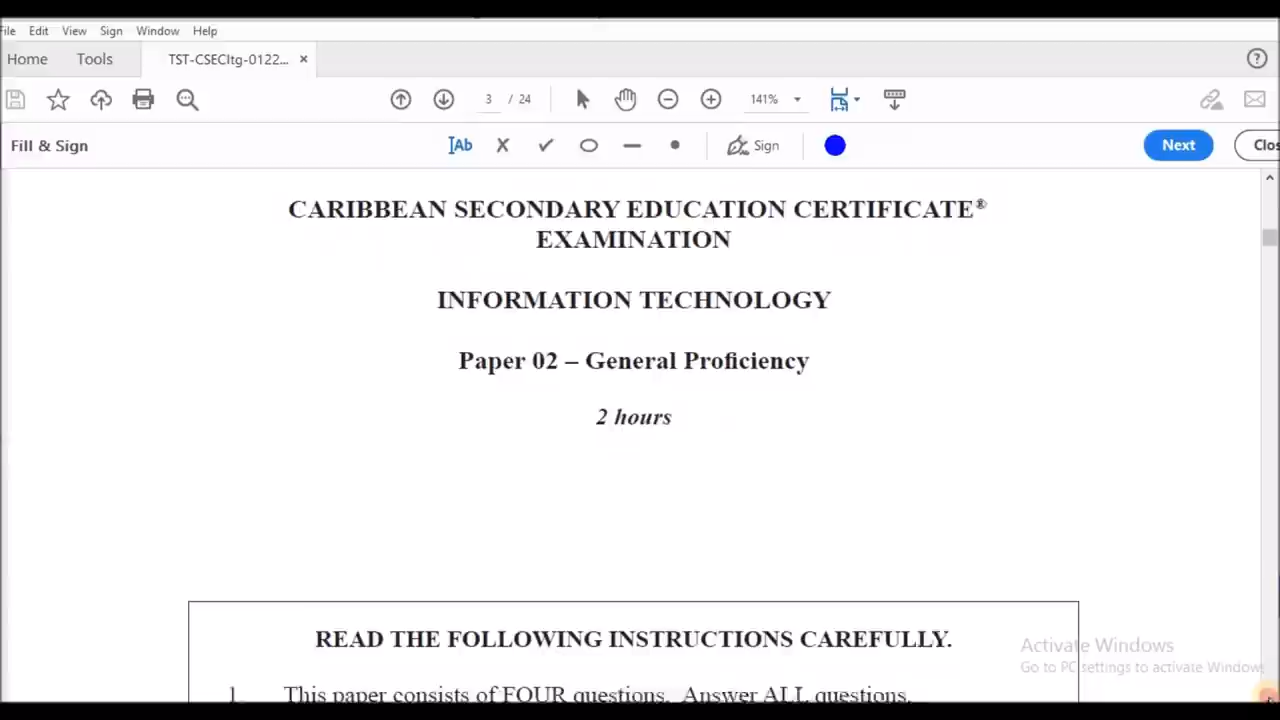 File Edit View Sign Window Help
Home Tools TST-CSECItg-0122... ×
3 / 24 141%
Fill & Sign Ab Sign Next Clos
CARIBBEAN SECONDARY EDUCATION CERTIFICATE®
EXAMINATION
INFORMATION TECHNOLOGY
Paper 02 – General Proficiency
2 hours
READ THE FOLLOWING INSTRUCTIONS CAREFULLY.
1. This paper consists of FOUR questions. Answer ALL questions.
Activate Windows
Go to PC settings to activate Windows